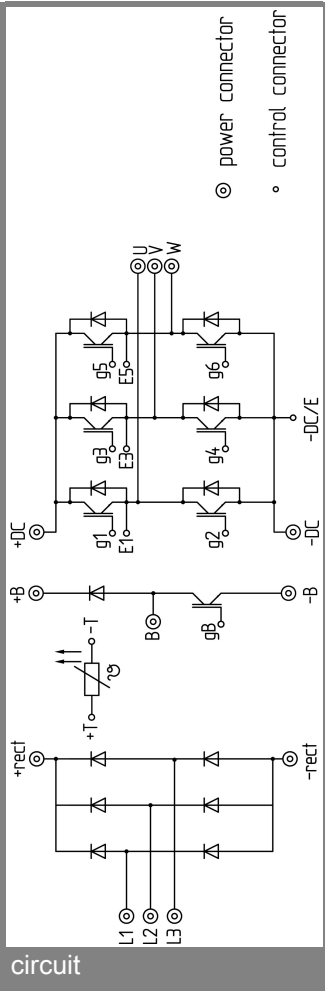 L1
L2
L3
+rect
-rect
+T
-T
ϑ
+B
B
gB
-B
+DC
g1
E1
g3
E3
g5
E5
g2
g4
g6
-DC
-DC/E
U
V
W
power connector
control connector
circuit